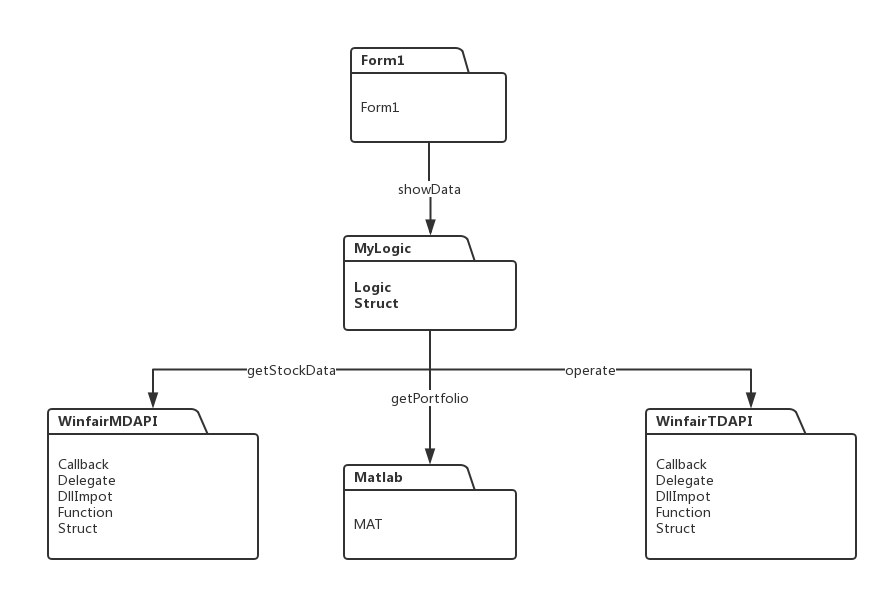 Form1
Form1
showData
MyLogic
Logic
Struct
getStockData
operate
getPortfolio
WinfairMDAPI
Callback
Delegate
DllImpot
Function
Struct
Matlab
MAT
WinfairTDAPI
Callback
Delegate
DllImpot
Function
Struct